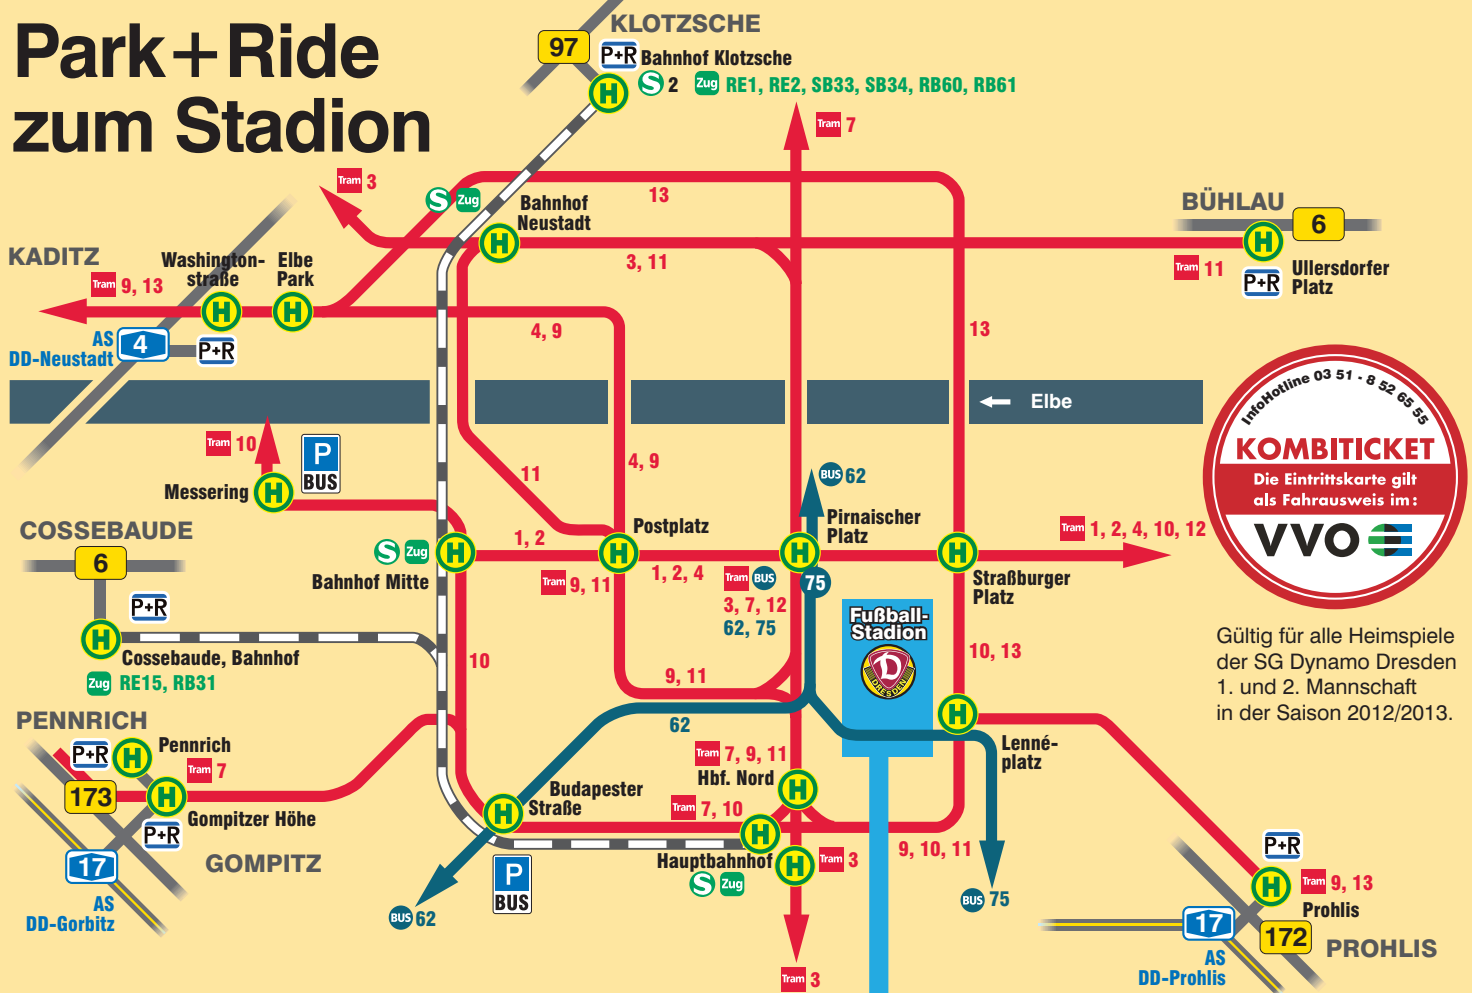 Park+Ride
zum Stadion
KLOTZSCHE
97
P+R Bahnhof Klotzsche
H
S 2 Zug RE1, RE2, SB33, SB34, RB60, RB61
Tram 7
Tram 3
S Zug
13
Bahnhof
Neustadt
H
3, 11
BÜHLAU
6
H
Tram 11
P+R
Ullersdorfer
Platz
KADITZ
Washington-
straße
Elbe
Park
Tram 9, 13
H
H
4, 9
13
AS
DD-Neustadt
4
P+R
Elbe
InfoHotline 03 51 - 8 52 65 55
KOMBITICKET
Die Eintrittskarte gilt
als Fahrausweis im:
VVO
Gültig für alle Heimspiele
der SG Dynamo Dresden
1. und 2. Mannschaft
in der Saison 2012/2013.
Tram 10
P
BUS
Messering
H
11
4, 9
BUS 62
COSSEBAUDE
6
S Zug
H
Bahnhof Mitte
1, 2
Postplatz
H
Tram 9, 11
1, 2, 4
Pirnaischer
Platz
H
75
Tram BUS
3, 7, 12
62, 75
H
Straßburger
Platz
Tram 1, 2, 4, 10, 12
P+R
H
Cossebaude, Bahnhof
Zug RE15, RB31
Fußball-
Stadion
D
DRESDEN
10
9, 11
62
10, 13
PENNRICH
P+R
H
Pennrich
Tram 7
173
H
Gompitzer Höhe
P+R
GOMPITZ
17
AS
DD-Gorbitz
H
Lenné-
platz
Tram 7, 9, 11
Hbf. Nord
H
Budapester
Straße
H
Tram 7, 10
H
Hauptbahnhof
S Zug
H
Tram 3
9, 10, 11
P
BUS
BUS 62
BUS 75
Tram 3
P+R
H
Tram 9, 13
Prohlis
17
172
PROHLIS
AS
DD-Prohlis